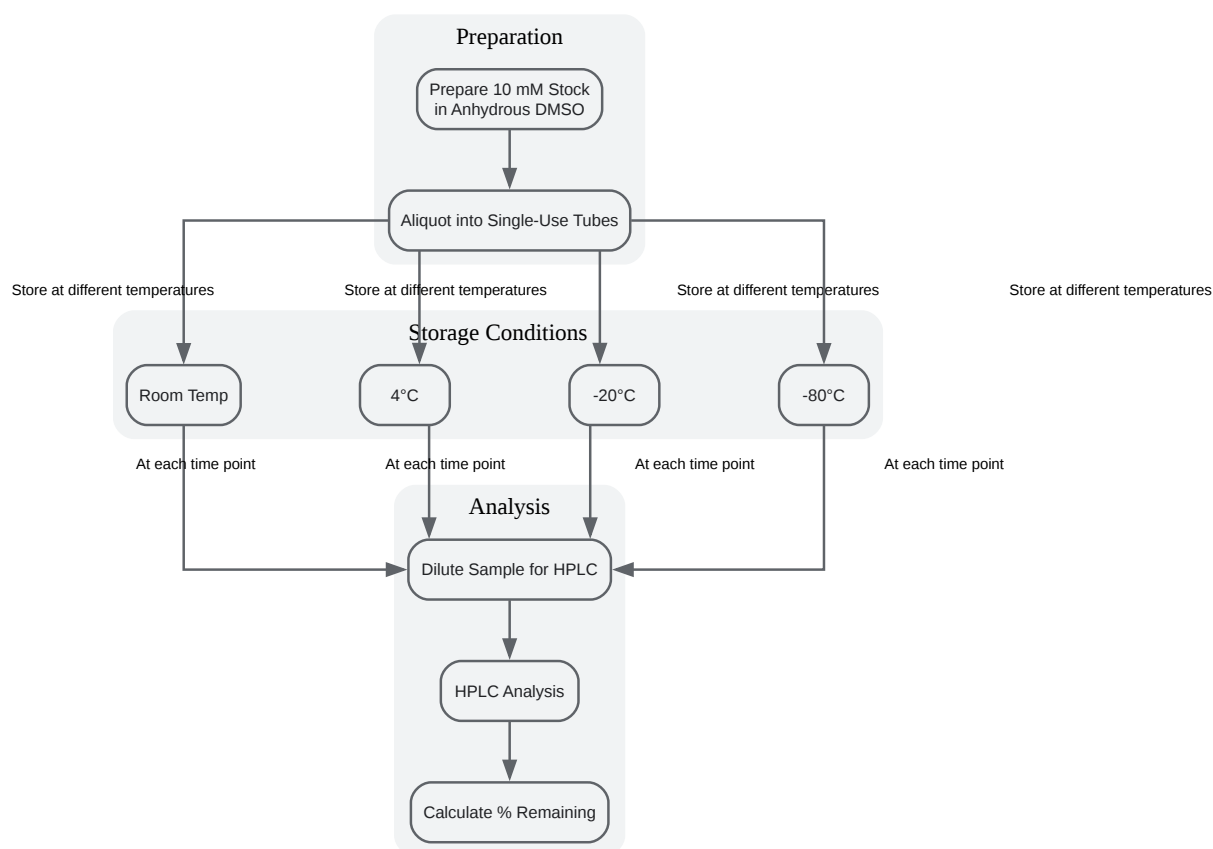 Preparation
Prepare 10 mM Stock
in Anhydrous DMSO
Aliquot into Single-Use Tubes
Store at different temperatures
Store at different temperatures
Store at different temperatures
Store at different temperatures
Storage Conditions
Room Temp
4°C
-20°C
-80°C
At each time point
At each time point
At each time point
At each time point
Analysis
Dilute Sample for HPLC
HPLC Analysis
Calculate % Remaining